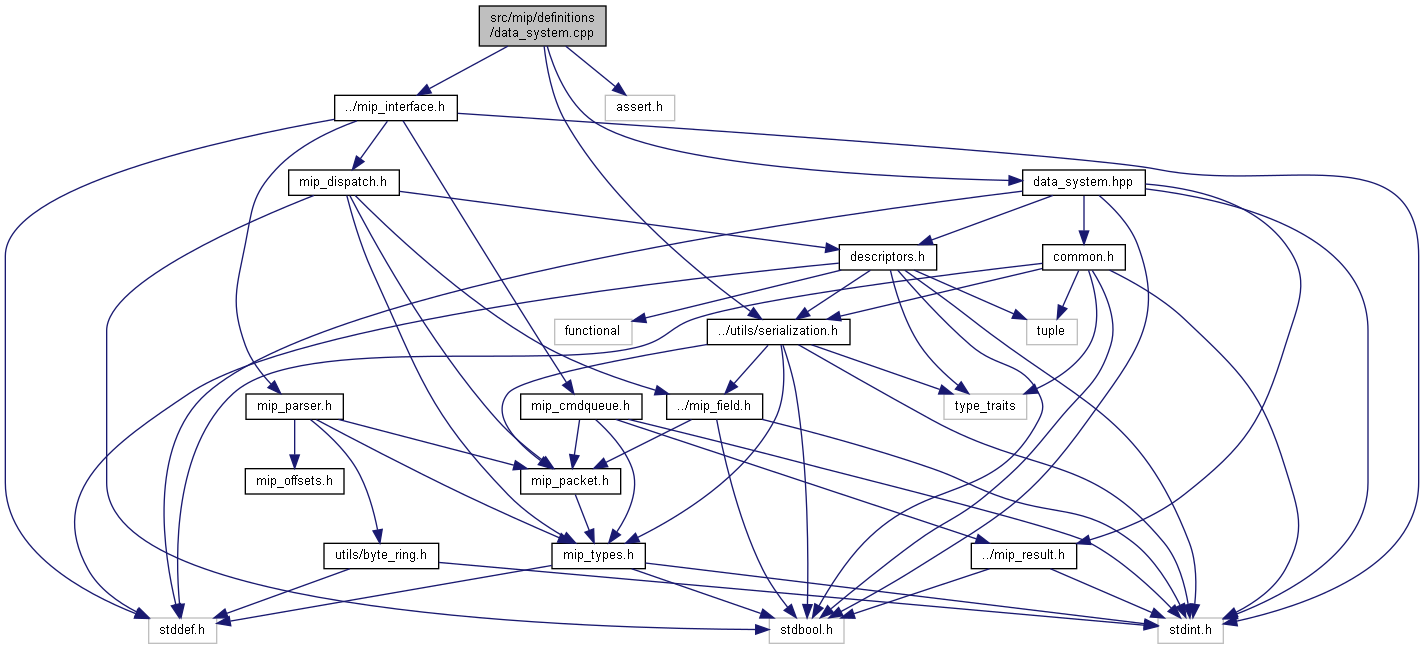 src/mip/definitions
/data_system.cpp
../mip_interface.h
assert.h
mip_dispatch.h
data_system.hpp
descriptors.h
common.h
functional
../utils/serialization.h
tuple
mip_parser.h
mip_cmdqueue.h
../mip_field.h
type_traits
mip_offsets.h
mip_packet.h
utils/byte_ring.h
mip_types.h
../mip_result.h
stddef.h
stdbool.h
stdint.h